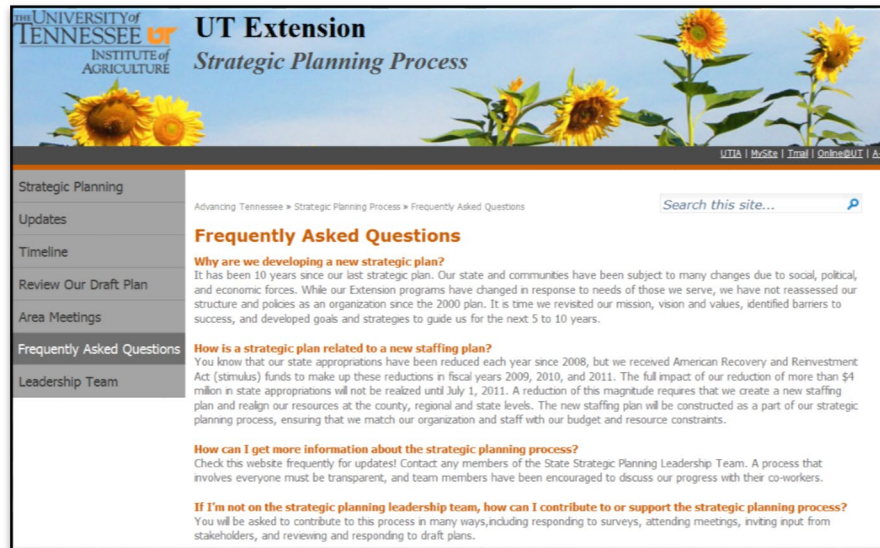 THE UNIVERSITY of
TENNESSEE UT
INSTITUTE of
AGRICULTURE
UT Extension
Strategic Planning Process
UTIA | MySite | Tmail | Online@UT | A-
Strategic Planning
Updates
Timeline
Review Our Draft Plan
Area Meetings
Frequently Asked Questions
Leadership Team
Advancing Tennessee » Strategic Planning Process » Frequently Asked Questions
Search this site...
Frequently Asked Questions
Why are we developing a new strategic plan?
It has been 10 years since our last strategic plan. Our state and communities have been subject to many changes due to social, political,
and economic forces. While our Extension programs have changed in response to needs of those we serve, we have not reassessed our
structure and policies as an organization since the 2000 plan. It is time we revisited our mission, vision and values, identified barriers to
success, and developed goals and strategies to guide us for the next 5 to 10 years.
How is a strategic plan related to a new staffing plan?
You know that our state appropriations have been reduced each year since 2008, but we received American Recovery and Reinvestment
Act (stimulus) funds to make up these reductions in fiscal years 2009, 2010, and 2011. The full impact of our reduction of more than $4
million in state appropriations will not be realized until July 1, 2011. A reduction of this magnitude requires that we create a new staffing
plan and realign our resources at the county, regional and state levels. The new staffing plan will be constructed as a part of our strategic
planning process, ensuring that we match our organization and staff with our budget and resource constraints.
How can I get more information about the strategic planning process?
Check this website frequently for updates! Contact any members of the State Strategic Planning Leadership Team. A process that
involves everyone must be transparent, and team members have been encouraged to discuss our progress with their co-workers.
If I'm not on the strategic planning leadership team, how can I contribute to or support the strategic planning process?
You will be asked to contribute to this process in many ways,including responding to surveys, attending meetings, inviting input from
stakeholders, and reviewing and responding to draft plans.